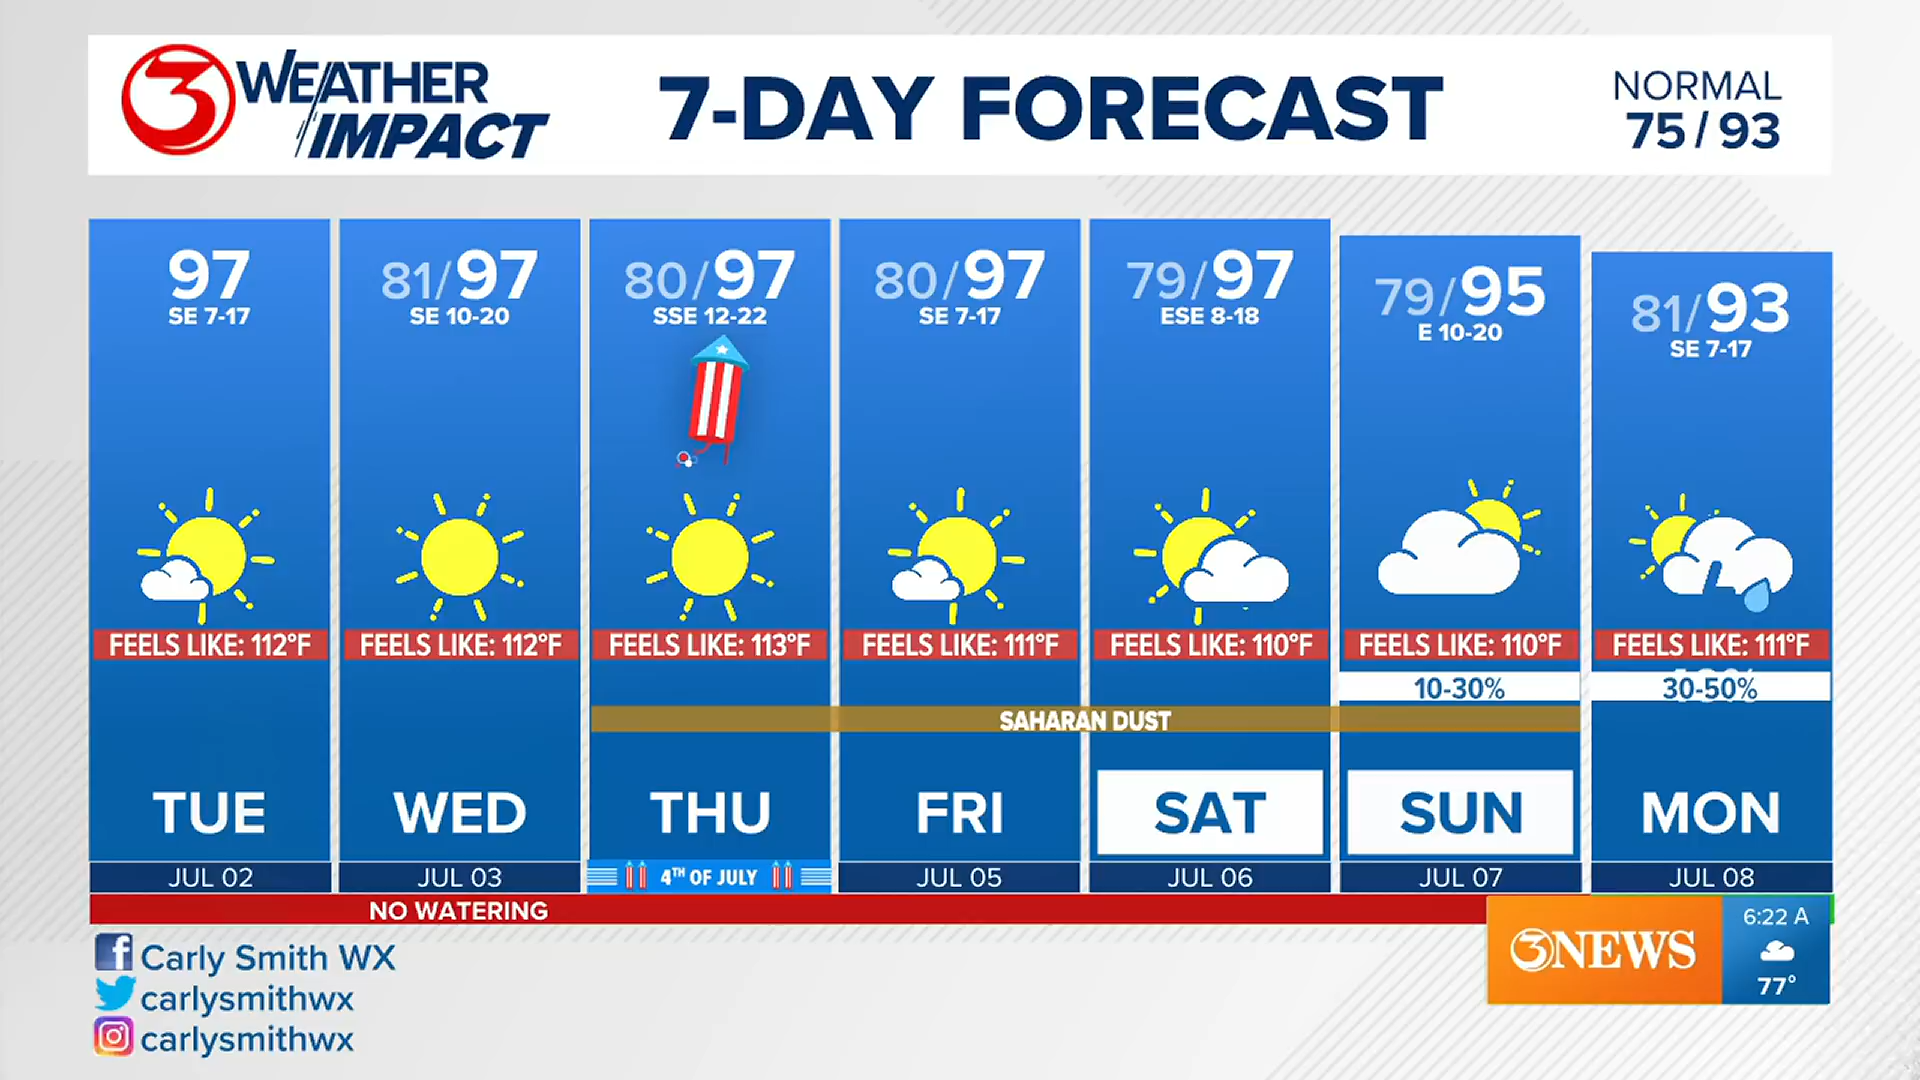 3 WEATHER IMPACT
7-DAY FORECAST
NORMAL
75 / 93
97
SE 7-17
FEELS LIKE: 112°F
TUE
JUL 02
81/97
SE 10-20
FEELS LIKE: 112°F
WED
JUL 03
80/97
SSE 12-22
FEELS LIKE: 113°F
THU
4TH OF JULY
80/97
SE 7-17
FEELS LIKE: 111°F
FRI
JUL 05
79/97
ESE 8-18
FEELS LIKE: 110°F
SAT
JUL 06
79/95
E 10-20
FEELS LIKE: 110°F
10-30%
SUN
JUL 07
81/93
SE 7-17
FEELS LIKE: 111°F
30-50%
MON
JUL 08
SAHARAN DUST
NO WATERING
f Carly Smith WX
carlysmithwx
carlysmithwx
3NEWS
6:22 A
77°